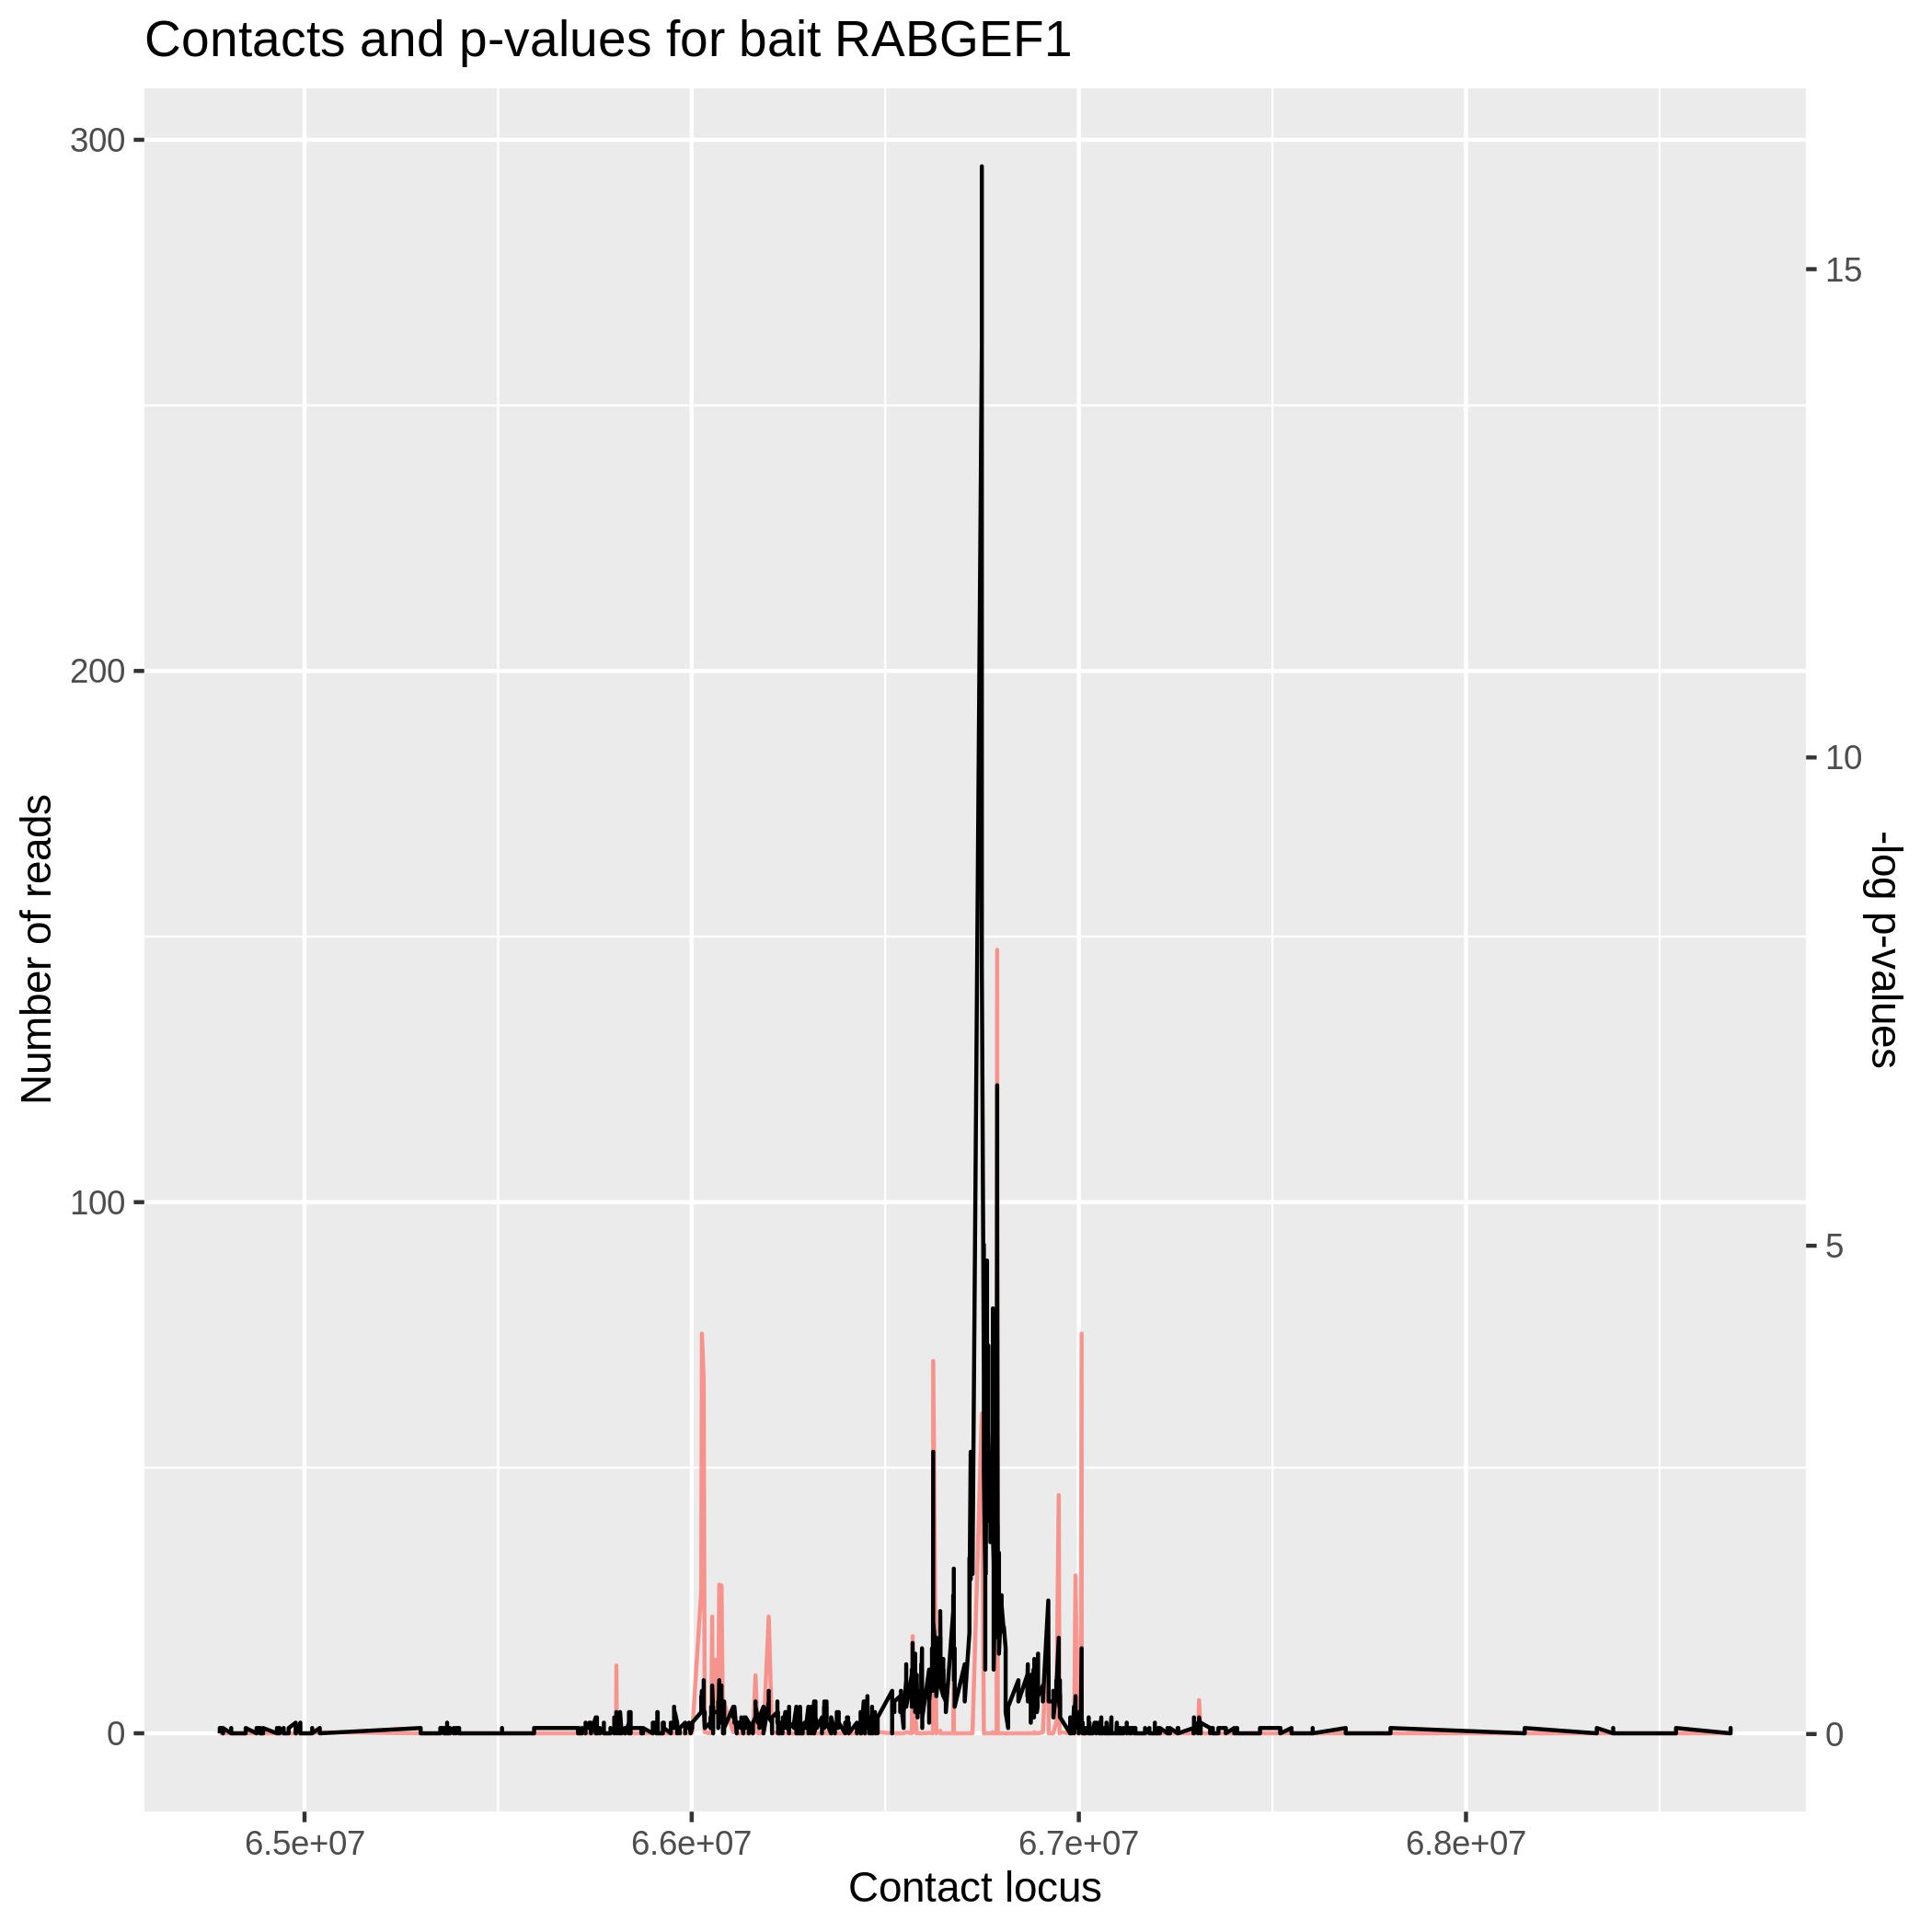 Contacts and p-values for bait RABGEF1
300
200
100
0
Number of reads
15
10
5
0
-log p-values
6.5e+07 6.6e+07 6.7e+07 6.8e+07
Contact locus